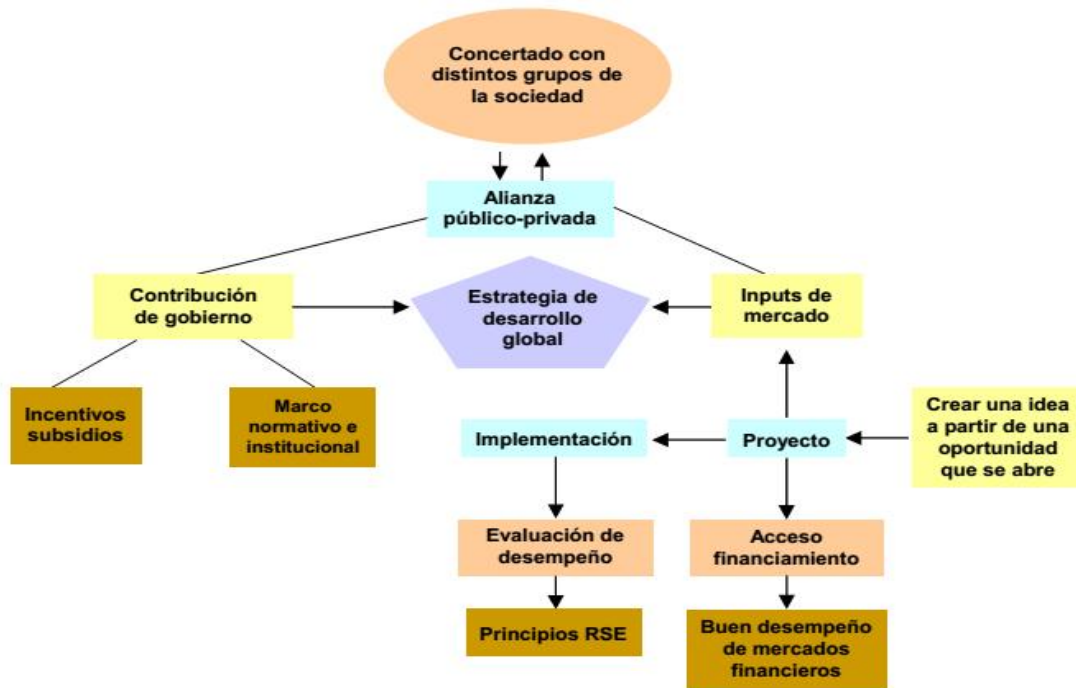 Concertado con
distintos grupos de
la sociedad
Alianza
público-privada
Contribución
de gobierno
Estrategia de
desarrollo
global
Inputs de
mercado
Incentivos
subsidios
Marco
normativo e
institucional
Implementación
Proyecto
Crear una idea
a partir de una
oportunidad
que se abre
Evaluación de
desempeño
Acceso
financiamiento
Principios RSE
Buen desempeño
de mercados
financieros